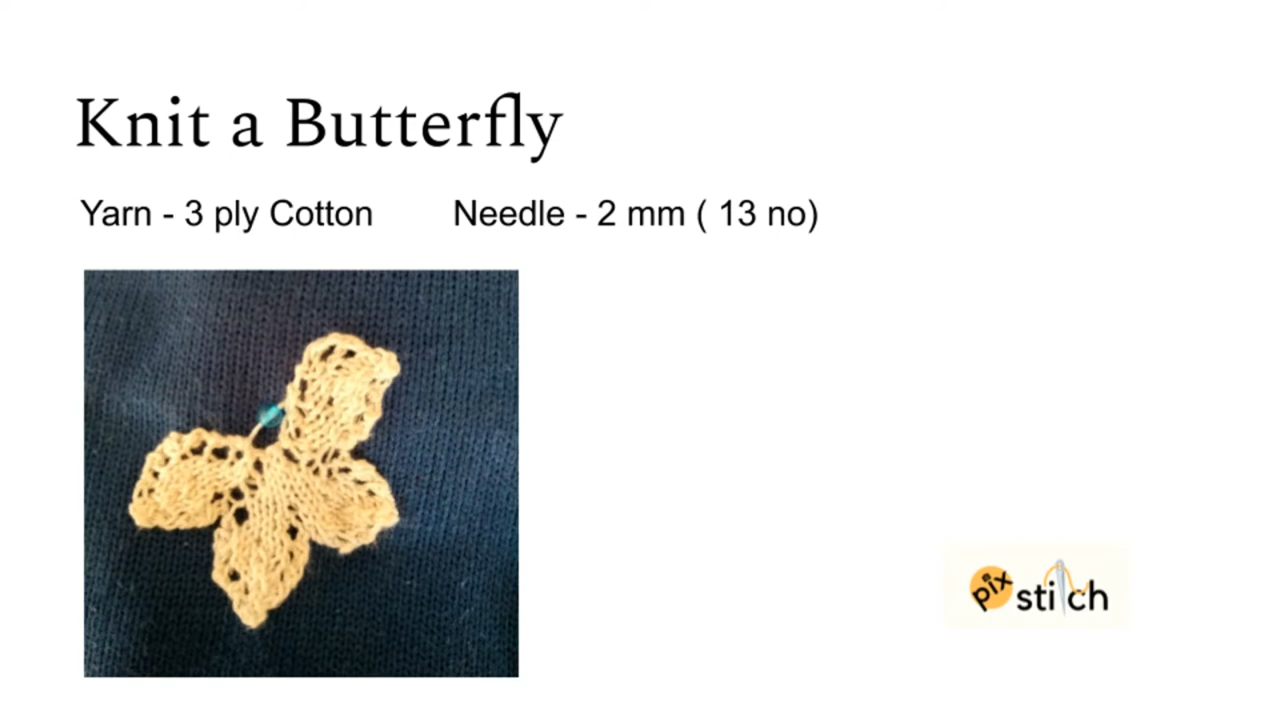 Knit a Butterfly
Yarn - 3 ply Cotton Needle - 2 mm ( 13 no)
pix stitch